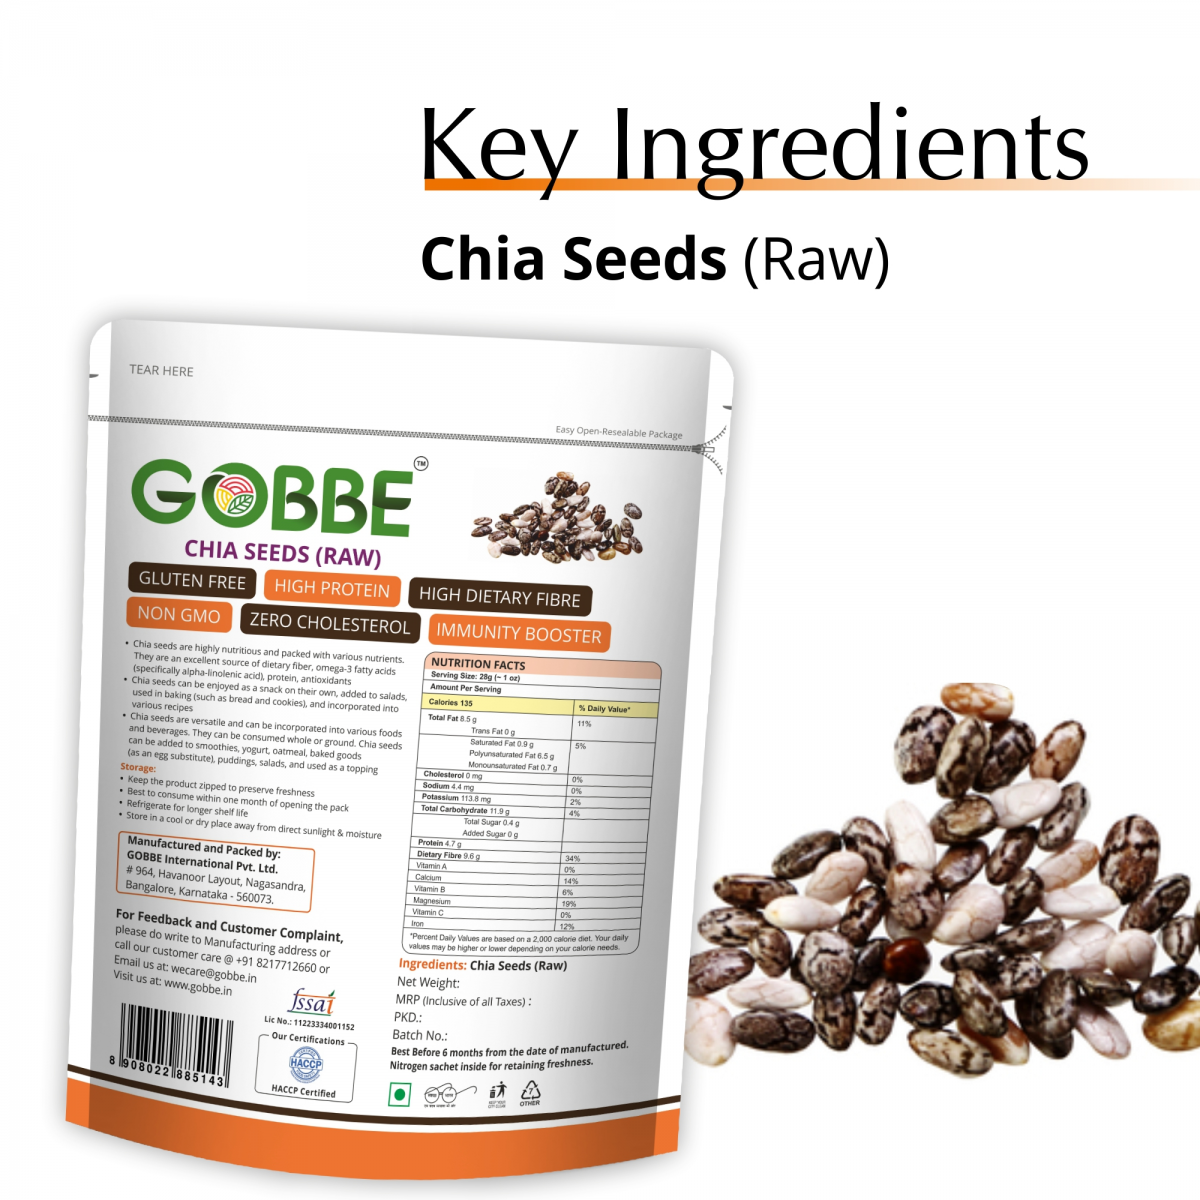 Key Ingredients
Chia Seeds (Raw)
TEAR HERE
Easy Open-Resealable Package
GOBBE™
CHIA SEEDS (RAW)
GLUTEN FREE
HIGH PROTEIN
HIGH DIETARY FIBRE
NON GMO
ZERO CHOLESTEROL
IMMUNITY BOOSTER
• Chia seeds are highly nutritious and packed with various nutrients.
They are an excellent source of dietary fiber, omega-3 fatty acids
(specifically alpha-linolenic acid), protein, antioxidants
• Chia seeds can be enjoyed as a snack on their own, added to salads,
used in baking (such as bread and cookies), and incorporated into
various recipes
• Chia seeds are versatile and can be incorporated into various foods
and beverages. They can be consumed whole or ground. Chia seeds
can be added to smoothies, yogurt, oatmeal, baked goods
(as an egg substitute), puddings, salads, and used as a topping
Storage:
• Keep the product zipped to preserve freshness
• Best to consume within one month of opening the pack
• Refrigerate for longer shelf life
• Store in a cool or dry place away from direct sunlight & moisture
Manufactured and Packed by:
GOBBE International Pvt. Ltd.
# 964, Havanoor Layout, Nagasandra,
Bangalore, Karnataka - 560073.
For Feedback and Customer Complaint,
please do write to Manufacturing address or
call our customer care @ +91 8217712660 or
Email us at: wecare@gobbe.in
Visit us at: www.gobbe.in
fssai
Lic No.: 11223334001152
8 908022 885143
Our Certifications
HACCP
HACCP Certified
NUTRITION FACTS
Serving Size: 28g (~ 1 oz)
Amount Per Serving
Calories 135 % Daily Value*
Total Fat 8.5 g 11%
Trans Fat 0 g
Saturated Fat 0.9 g 5%
Polyunsaturated Fat 6.5 g
Monounsaturated Fat 0.7 g
Cholesterol 0 mg 0%
Sodium 4.4 mg 0%
Potassium 113.8 mg 2%
Total Carbohydrate 11.9 g 4%
Total Sugar 0.4 g
Added Sugar 0 g
Protein 4.7 g
Dietary Fibre 9.6 g 34%
Vitamin A 0%
Calcium 14%
Vitamin B 6%
Magnesium 19%
Vitamin C 0%
Iron 12%
*Percent Daily Values are based on a 2,000 calorie diet. Your daily
values may be higher or lower depending on your calorie needs.
Ingredients: Chia Seeds (Raw)
Net Weight:
MRP (Inclusive of all Taxes) :
PKD.:
Batch No.:
Best Before 6 months from the date of manufactured.
Nitrogen sachet inside for retaining freshness.
7
OTHER